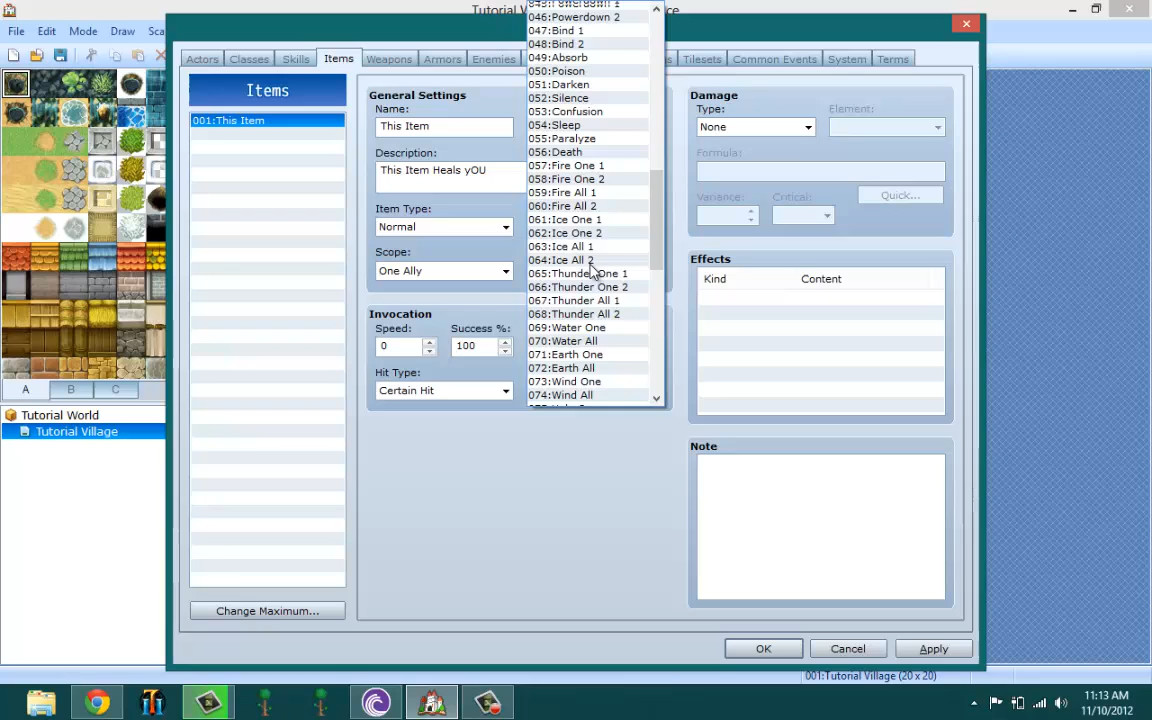 Tutorial W
ce
File Edit Mode Draw Sca
Actors Classes Skills Items Weapons Armors Enemies s Tilesets Common Events System Terms
Items
001:This Item
Change Maximum...
General Settings
Name:
This Item
Description:
This Item Heals yOU
Item Type:
Normal
Scope:
One Ally
Invocation
Speed: Success %:
0 100
Hit Type:
Certain Hit
046:Powerdown 2
047:Bind 1
048:Bind 2
049:Absorb
050:Poison
051:Darken
052:Silence
053:Confusion
054:Sleep
055:Paralyze
056:Death
057:Fire One 1
058:Fire One 2
059:Fire All 1
060:Fire All 2
061:Ice One 1
062:Ice One 2
063:Ice All 1
064:Ice All 2
065:Thunder One 1
066:Thunder One 2
067:Thunder All 1
068:Thunder All 2
069:Water One
070:Water All
071:Earth One
072:Earth All
073:Wind One
074:Wind All
Damage
Type: Element:
None
Formula:
Variance: Critical:
Quick...
Effects
Kind Content
Note
OK Cancel Apply
A B C
Tutorial World
Tutorial Village
001:Tutorial Village (20 x 20)
11:13 AM
11/10/2012